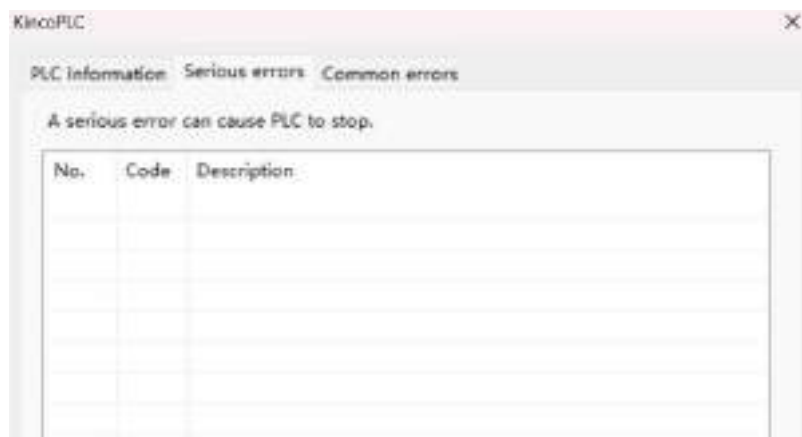 KincoPLC
PLC Information Serious errors Common errors
A serious error can cause PLC to stop.
No. Code Description